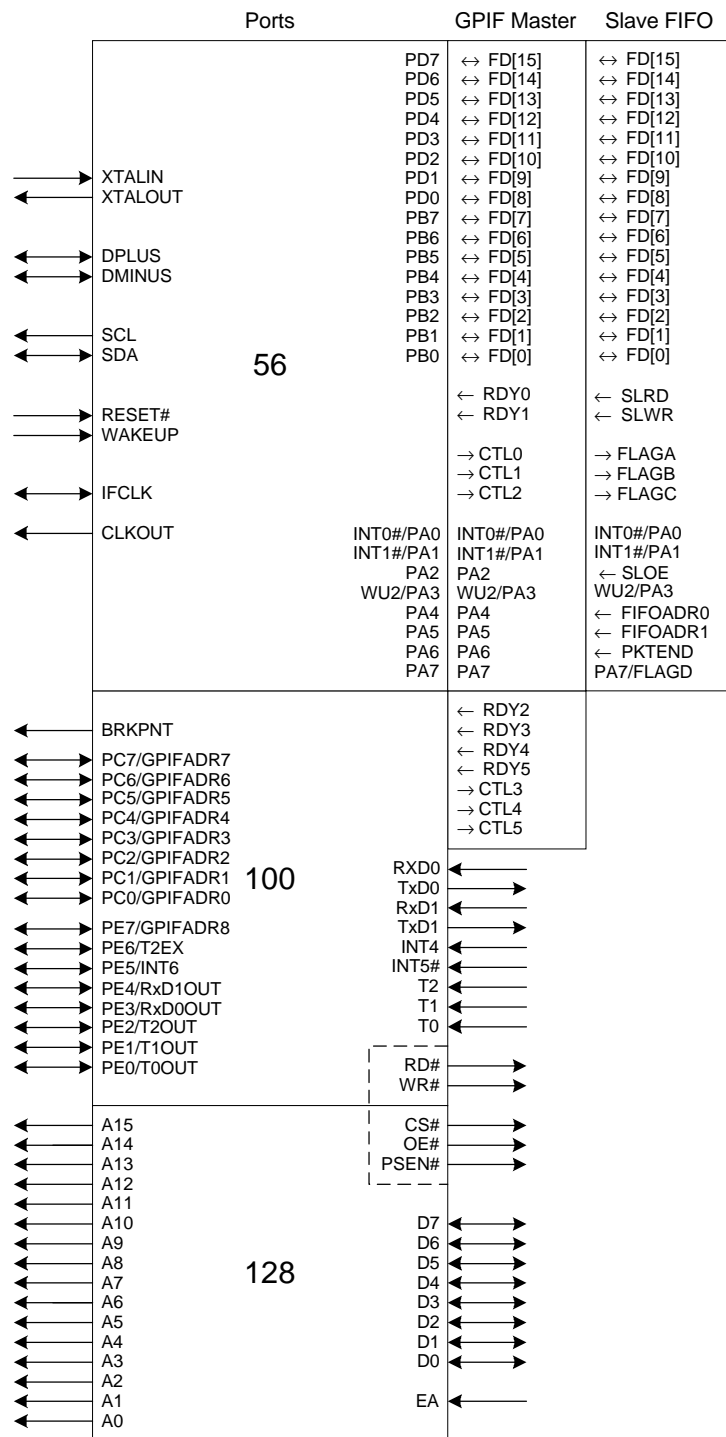 Ports GPIF Master Slave FIFO
PD7 ↔ FD[15] ↔ FD[15]
PD6 ↔ FD[14] ↔ FD[14]
PD5 ↔ FD[13] ↔ FD[13]
PD4 ↔ FD[12] ↔ FD[12]
PD3 ↔ FD[11] ↔ FD[11]
PD2 ↔ FD[10] ↔ FD[10]
XTALIN PD1 ↔ FD[9] ↔ FD[9]
XTALOUT PD0 ↔ FD[8] ↔ FD[8]
PB7 ↔ FD[7] ↔ FD[7]
PB6 ↔ FD[6] ↔ FD[6]
DPLUS PB5 ↔ FD[5] ↔ FD[5]
DMINUS PB4 ↔ FD[4] ↔ FD[4]
PB3 ↔ FD[3] ↔ FD[3]
PB2 ↔ FD[2] ↔ FD[2]
SCL PB1 ↔ FD[1] ↔ FD[1]
SDA PB0 ↔ FD[0] ↔ FD[0]
56
← RDY0 ← SLRD
RESET# ← RDY1 ← SLWR
WAKEUP
→ CTL0 → FLAGA
→ CTL1 → FLAGB
IFCLK → CTL2 → FLAGC
CLKOUT INT0#/PA0 INT0#/PA0 INT0#/PA0
INT1#/PA1 INT1#/PA1 INT1#/PA1
PA2 PA2 ← SLOE
WU2/PA3 WU2/PA3 WU2/PA3
PA4 PA4 ← FIFOADR0
PA5 PA5 ← FIFOADR1
PA6 PA6 ← PKTEND
PA7 PA7 PA7/FLAGD
← RDY2
BRKPNT ← RDY3
← RDY4
PC7/GPIFADR7 ← RDY5
PC6/GPIFADR6 → CTL3
PC5/GPIFADR5 → CTL4
PC4/GPIFADR4 → CTL5
PC3/GPIFADR3
PC2/GPIFADR2 RXD0
PC1/GPIFADR1 100 TxD0
PC0/GPIFADR0 RxD1
PE7/GPIFADR8 TxD1
PE6/T2EX INT4
PE5/INT6 INT5#
PE4/RxD1OUT T2
PE3/RxD0OUT T1
PE2/T2OUT T0
PE1/T1OUT
PE0/T0OUT RD#
WR#
A15 CS#
A14 OE#
A13 PSEN#
A12
A11
A10 D7
A9 D6
A8 D5
128
A7 D4
A6 D3
A5 D2
A4 D1
A3 D0
A2
A1 EA
A0